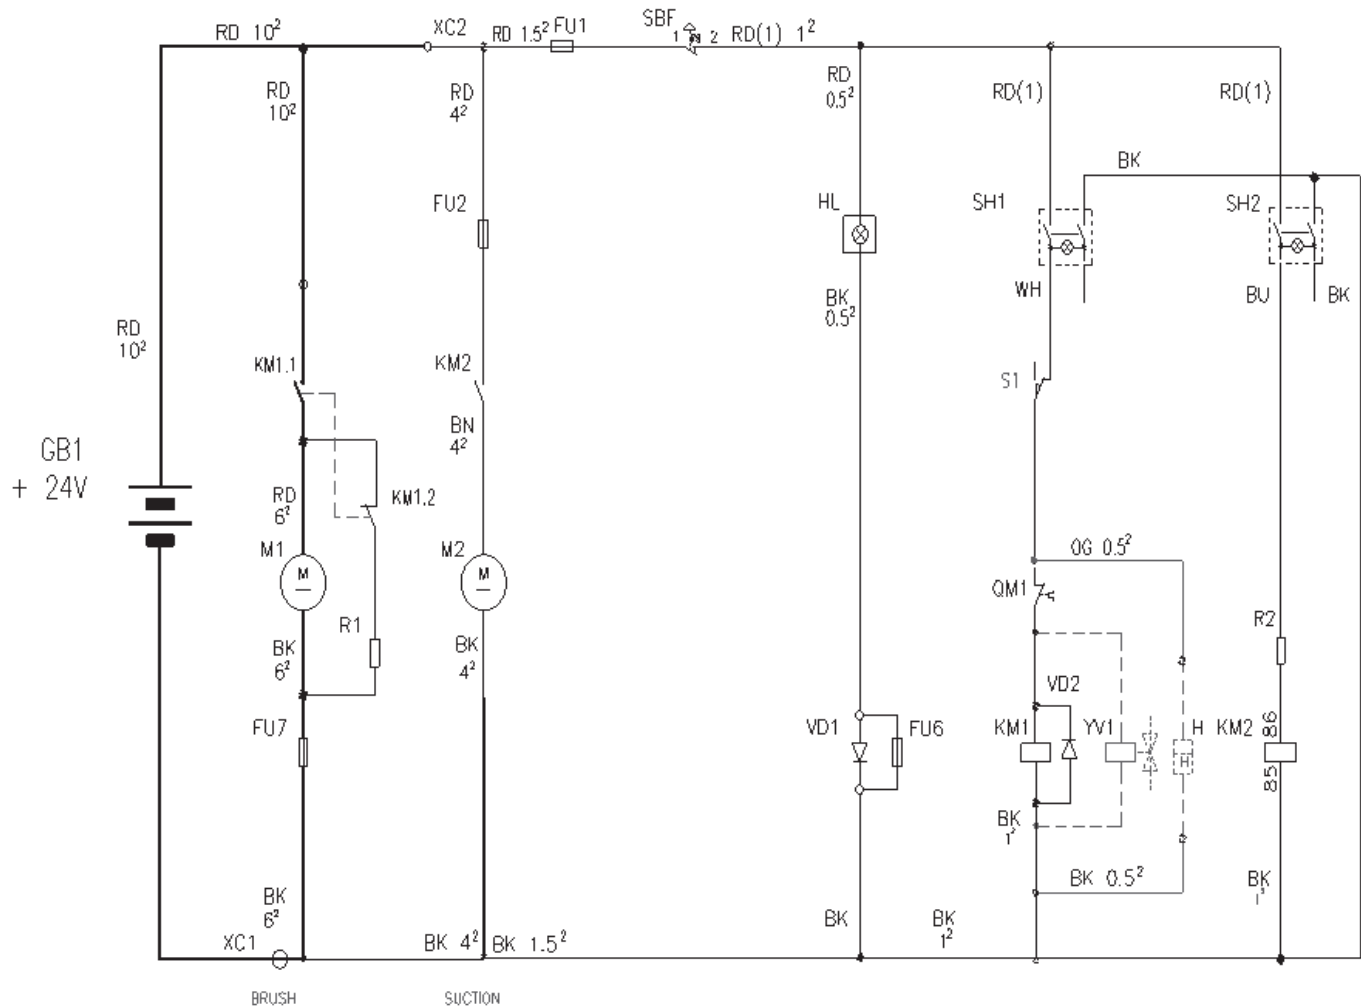 RD 10²
XC2
RD 1.5²
FU1
SBF
1 2
RD(1) 1²
RD
10²
RD
4²
RD
0.5²
RD(1)
RD(1)
BK
FU2
HL
SH1
SH2
RD
10²
BK
0.5²
WH
BU
BK
KM1.1
KM2
S1
BN
4²
GB1
+ 24V
RD
6²
KM1.2
M1
M
M2
M
OG 0.5²
QM1
R1
R2
BK
6²
BK
4²
VD2
FU7
VD1
FU6
KM1
YV1
H
H
KM2
86
85
BK
1²
BK 0.5²
BK
6²
BK
1²
XC1
BK 4²
BK 1.5²
BK
BK
1²
BRUSH
SUCTION